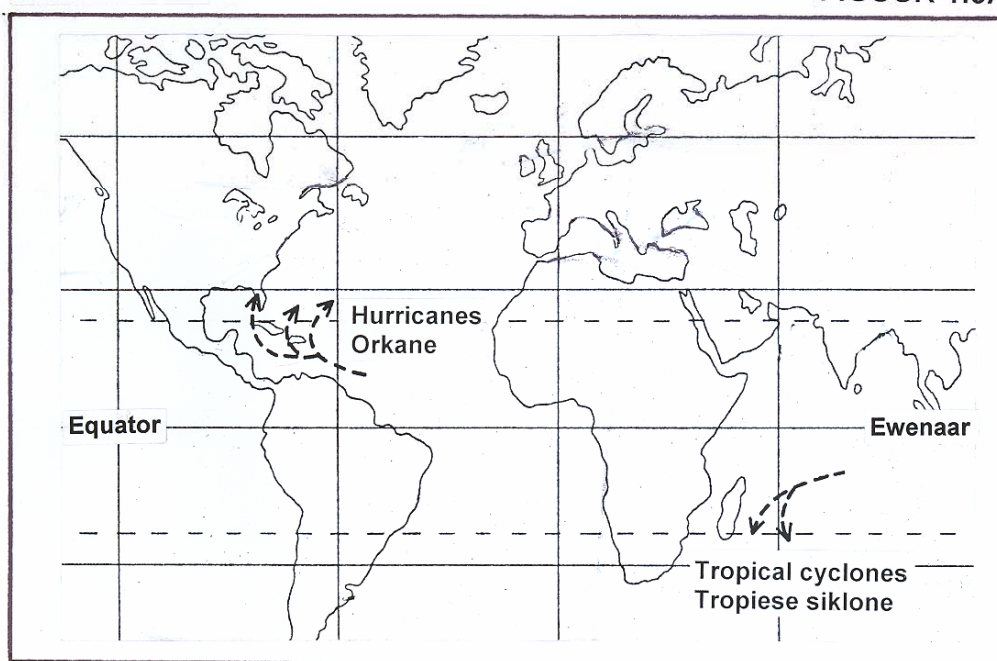 Hurricanes
Orkane
Equator
Ewenaar
Tropical cyclones
Tropiese siklone